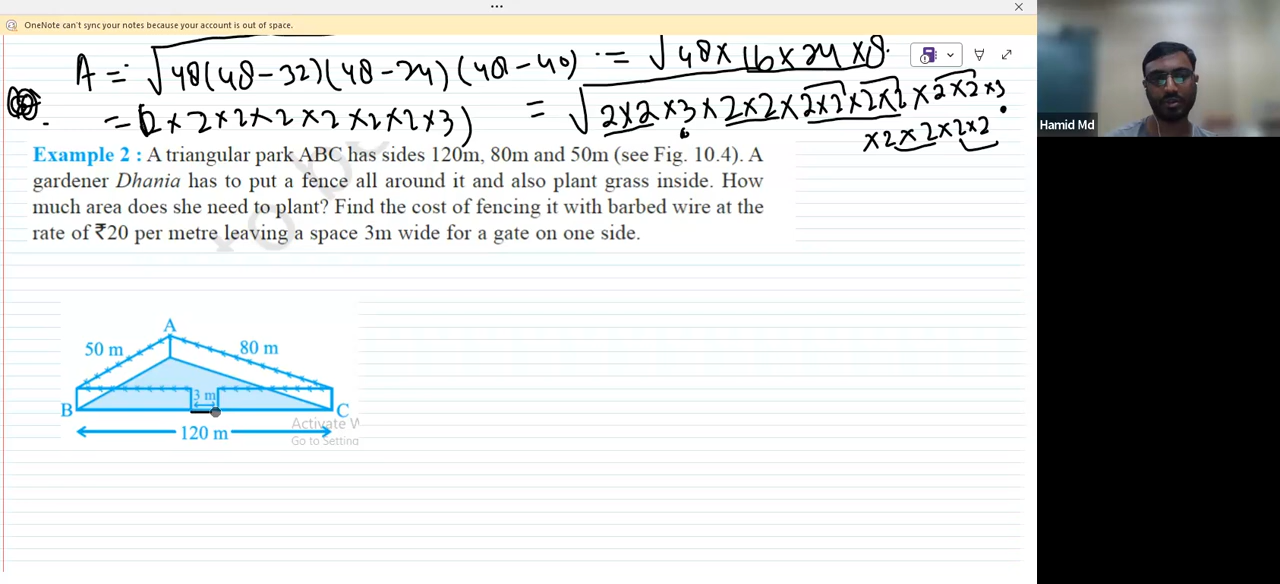 OneNote can't sync your notes because your account is out of space.
A = √48(48-32)(48-24)(48-40) = √48×16×24×8
= (2×2×2×2×2×2×2×3) = √2×2×3×2×2×2×2×2×2×2×2×3
×2×2×2×2
Example 2 : A triangular park ABC has sides 120m, 80m and 50m (see Fig. 10.4). A
gardener Dhania has to put a fence all around it and also plant grass inside. How
much area does she need to plant? Find the cost of fencing it with barbed wire at the
rate of ₹20 per metre leaving a space 3m wide for a gate on one side.
A
50 m 80 m
3 m
B C
120 m
Activate W
Go to Setting
Hamid Md